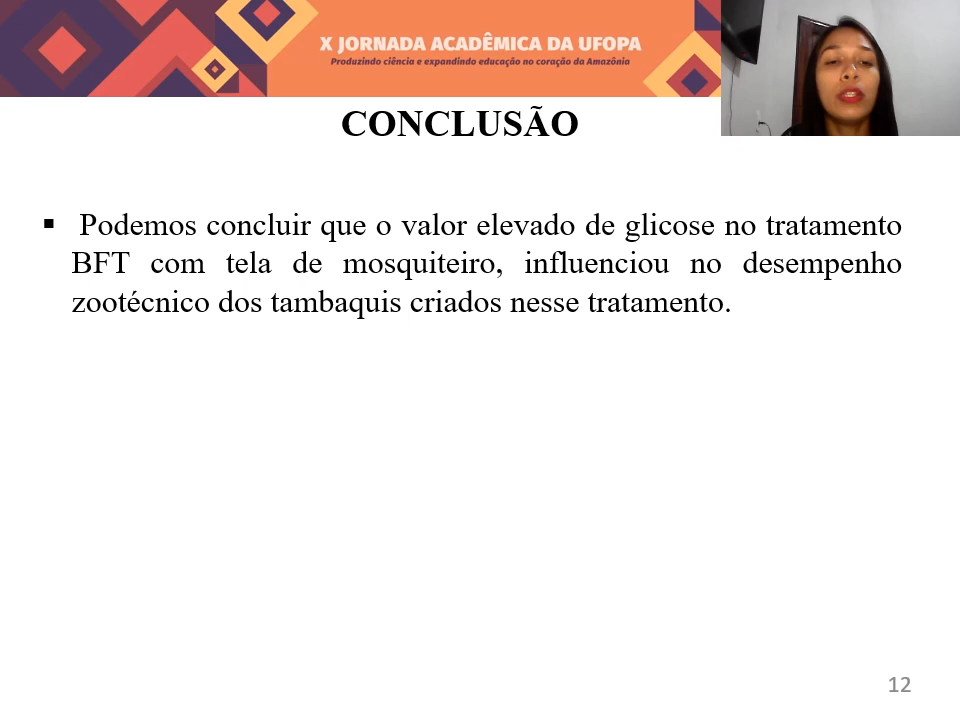 X JORNADA ACADÊMICA DA UFOPA
Produzindo ciência e expandindo educação no coração da Amazônia
CONCLUSÃO
▪ Podemos concluir que o valor elevado de glicose no tratamento
BFT com tela de mosquiteiro, influenciou no desempenho
zootécnico dos tambaquis criados nesse tratamento.
12